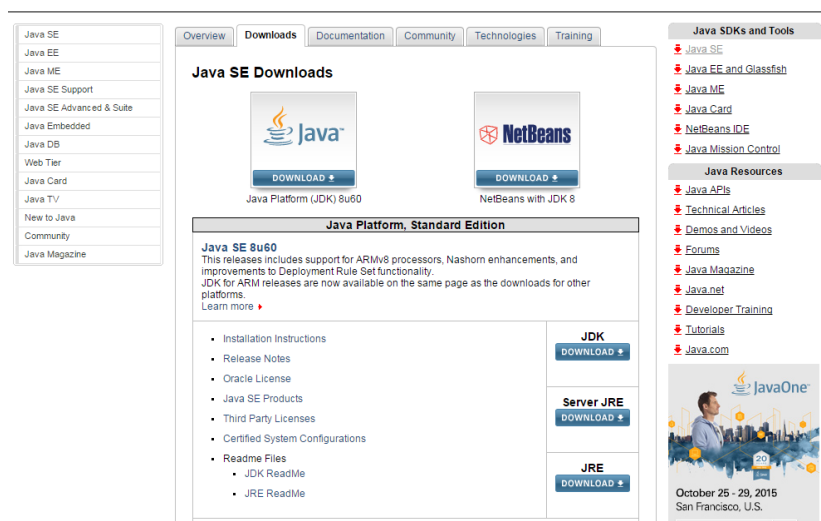 Java SE
Java EE
Java ME
Java SE Support
Java SE Advanced & Suite
Java Embedded
Java DB
Web Tier
Java Card
Java TV
New to Java
Community
Java Magazine
Overview
Downloads
Documentation
Community
Technologies
Training
Java SE Downloads
Java
DOWNLOAD
Java Platform (JDK) 8u60
NetBeans
DOWNLOAD
NetBeans with JDK 8
Java Platform, Standard Edition
Java SE 8u60
This releases includes support for ARMv8 processors, Nashorn enhancements, and
improvements to Deployment Rule Set functionality.
JDK for ARM releases are now available on the same page as the downloads for other
platforms.
Learn more
Installation Instructions
Release Notes
Oracle License
Java SE Products
Third Party Licenses
Certified System Configurations
Readme Files
JDK ReadMe
JRE ReadMe
JDK
DOWNLOAD
Server JRE
DOWNLOAD
JRE
DOWNLOAD
Java SDKs and Tools
Java SE
Java EE and Glassfish
Java ME
Java Card
NetBeans IDE
Java Mission Control
Java Resources
Java APIs
Technical Articles
Demos and Videos
Forums
Java Magazine
Java.net
Developer Training
Tutorials
Java.com
JavaOne
20
October 25 - 29, 2015
San Francisco, U.S.